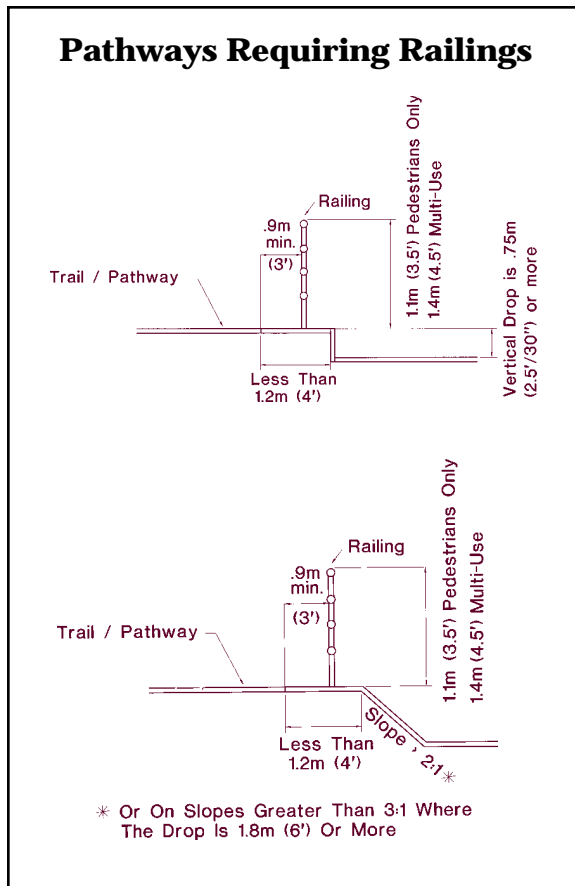 Pathways Requiring Railings
Railing
.9m
min.
(3')
Trail / Pathway
1.1m (3.5') Pedestrians Only
1.4m (4.5') Multi-Use
Vertical Drop is .75m
(2.5'/30") or more
Less Than
1.2m (4')
Railing
.9m
min.
(3')
Trail / Pathway
1.1m (3.5') Pedestrians Only
1.4m (4.5') Multi-Use
Less Than
1.2m (4')
Slope > 2:1*
* Or On Slopes Greater Than 3:1 Where
The Drop Is 1.8m (6') Or More